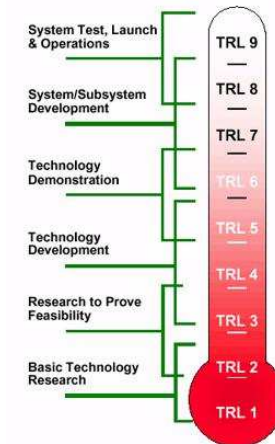 System Test, Launch
& Operations
System/Subsystem
Development
Technology
Demonstration
Technology
Development
Research to Prove
Feasibility
Basic Technology
Research
TRL 9
TRL 8
TRL 7
TRL 6
TRL 5
TRL 4
TRL 3
TRL 2
TRL 1